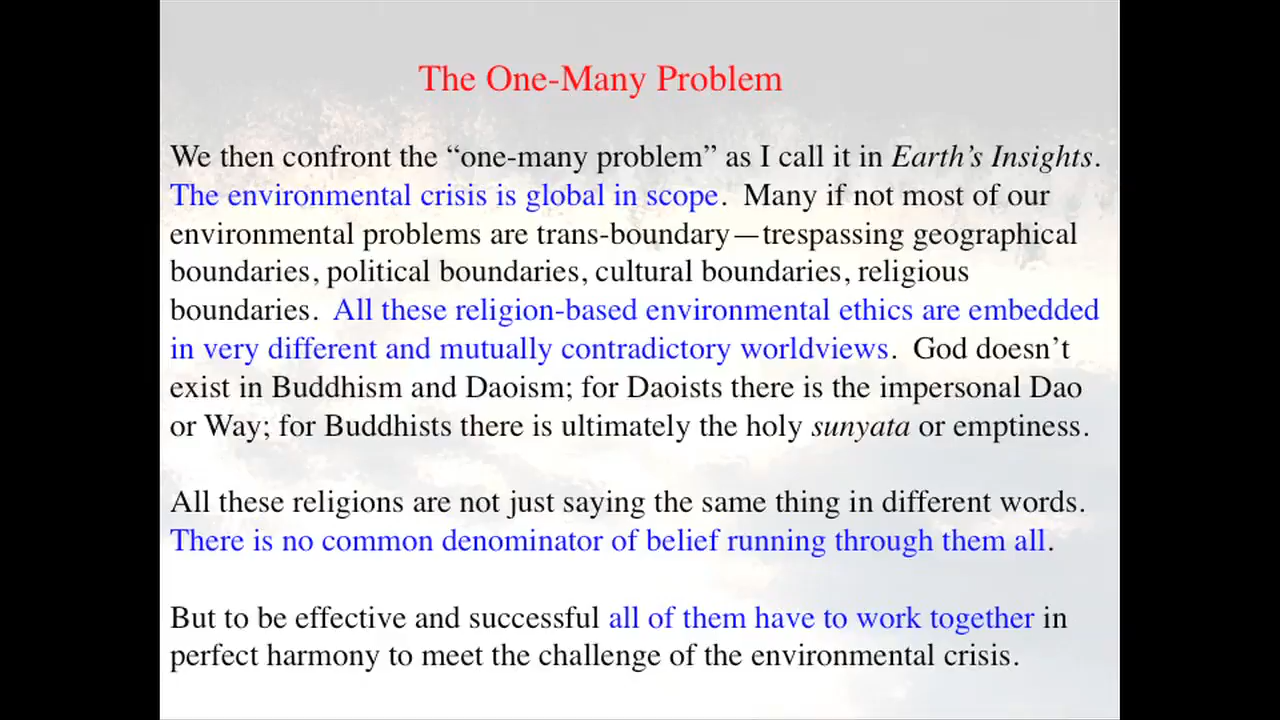 The One-Many Problem
We then confront the “one-many problem” as I call it in Earth’s Insights.
The environmental crisis is global in scope.  Many if not most of our
environmental problems are trans-boundary—trespassing geographical
boundaries, political boundaries, cultural boundaries, religious
boundaries.  All these religion-based environmental ethics are embedded
in very different and mutually contradictory worldviews.  God doesn’t
exist in Buddhism and Daoism; for Daoists there is the impersonal Dao
or Way; for Buddhists there is ultimately the holy sunyata or emptiness.
All these religions are not just saying the same thing in different words.
There is no common denominator of belief running through them all.
But to be effective and successful all of them have to work together in
perfect harmony to meet the challenge of the environmental crisis.